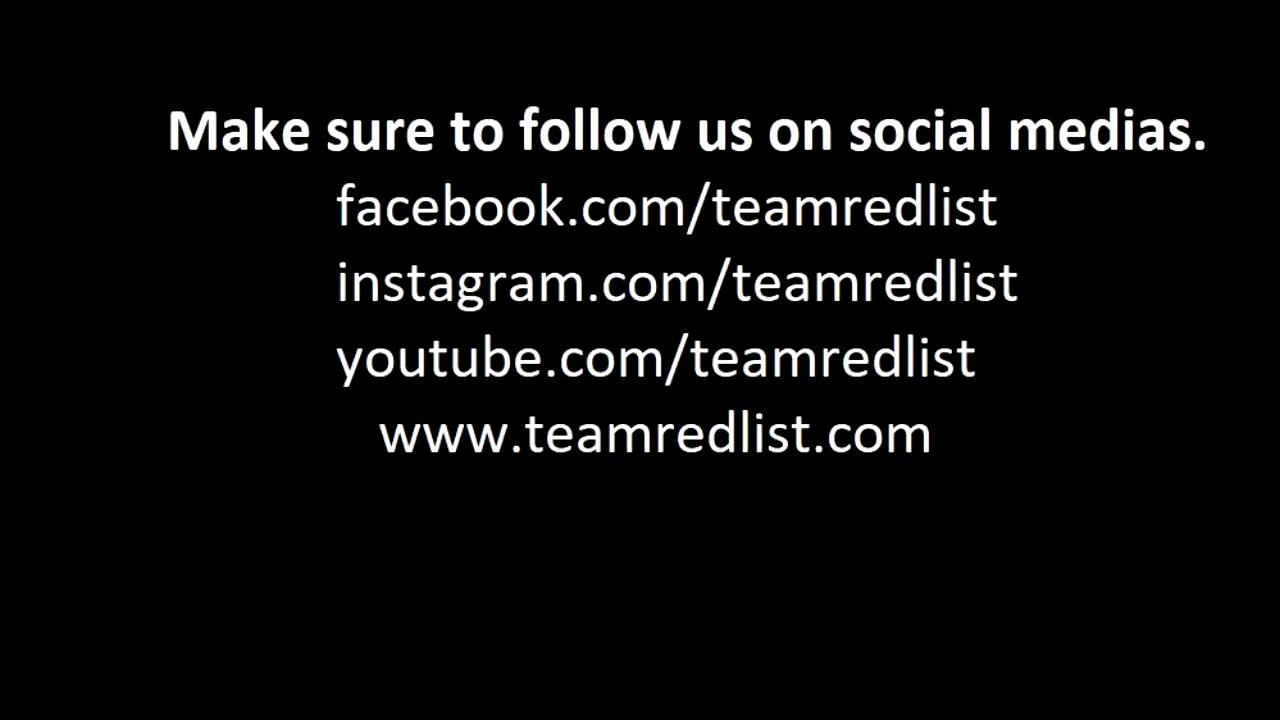 Make sure to follow us on social medias.
facebook.com/teamredlist
instagram.com/teamredlist
youtube.com/teamredlist
www.teamredlist.com